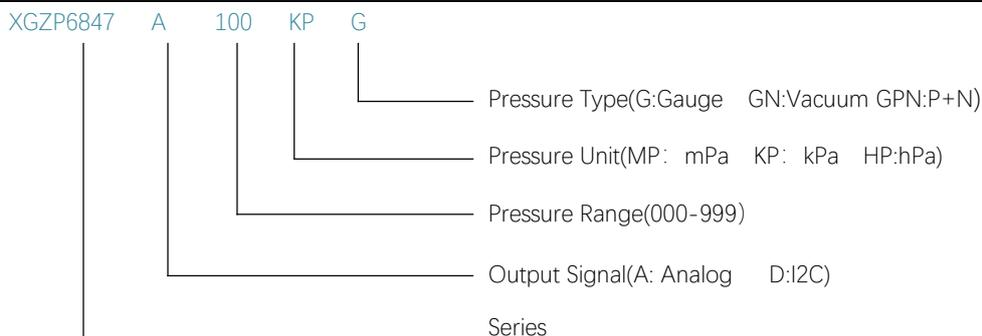 XGZP6847 A 100 KP G
Pressure Type(G:Gauge GN:Vacuum GPN:P+N)
Pressure Unit(MP： mPa KP： kPa HP:hPa)
Pressure Range(000-999）
Output Signal(A: Analog D:I2C)
Series